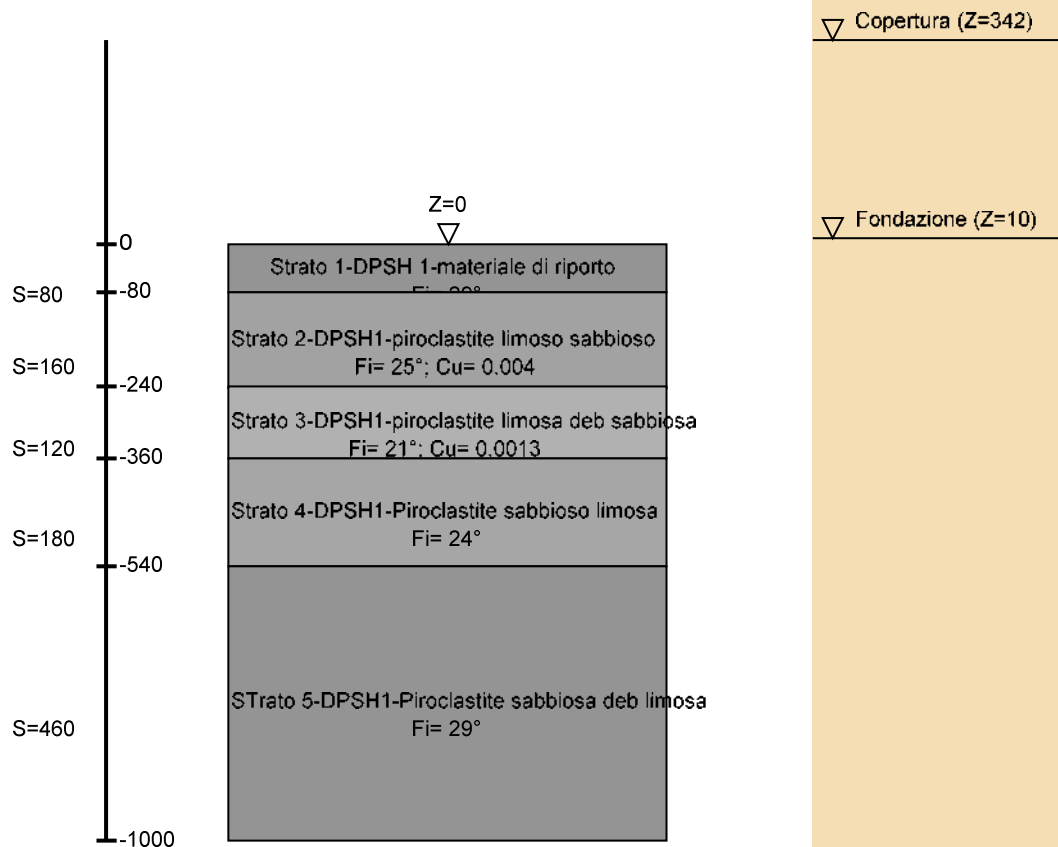 Copertura (Z=342)
Z=0
Fondazione (Z=10)
0
Strato 1-DPSH 1-materiale di riporto
-80
S=80
Strato 2-DPSH1-piroclastite limoso sabbioso
Fi= 25°; Cu= 0.004
S=160
-240
Strato 3-DPSH1-piroclastite limosa deb sabbiosa
Fi= 21°; Cu= 0.0013
S=120
-360
Strato 4-DPSH1-Piroclastite sabbioso limosa
Fi= 24°
S=180
-540
STrato 5-DPSH1-Piroclastite sabbiosa deb limosa
Fi= 29°
S=460
-1000